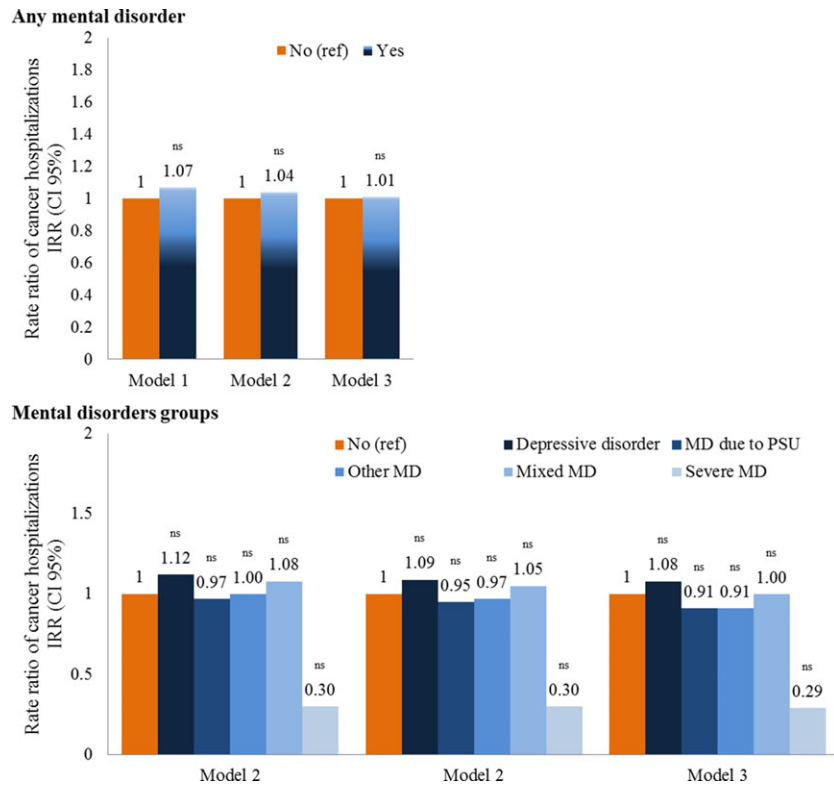 Any mental disorder
Rate ratio of cancer hospitalizations
IRR (CI 95%)
2
1.8
1.6
1.4
1.2
1
0.8
0.6
0.4
0.2
0
No (ref) Yes
ns ns ns
1 1.07 1 1.04 1 1.01
Model 1 Model 2 Model 3
Mental disorders groups
Rate ratio of cancer hospitalizations
IRR (CI 95%)
2
1.5
1
0.5
0
No (ref) Depressive disorder MD due to PSU
Other MD Mixed MD Severe MD
ns ns ns ns ns
1 1.12 0.97 1.00 1.08 0.30
ns ns ns ns ns
1 1.09 0.95 0.97 1.05 0.30
ns ns ns ns ns
1 1.08 0.91 0.91 1.00 0.29
Model 2 Model 2 Model 3